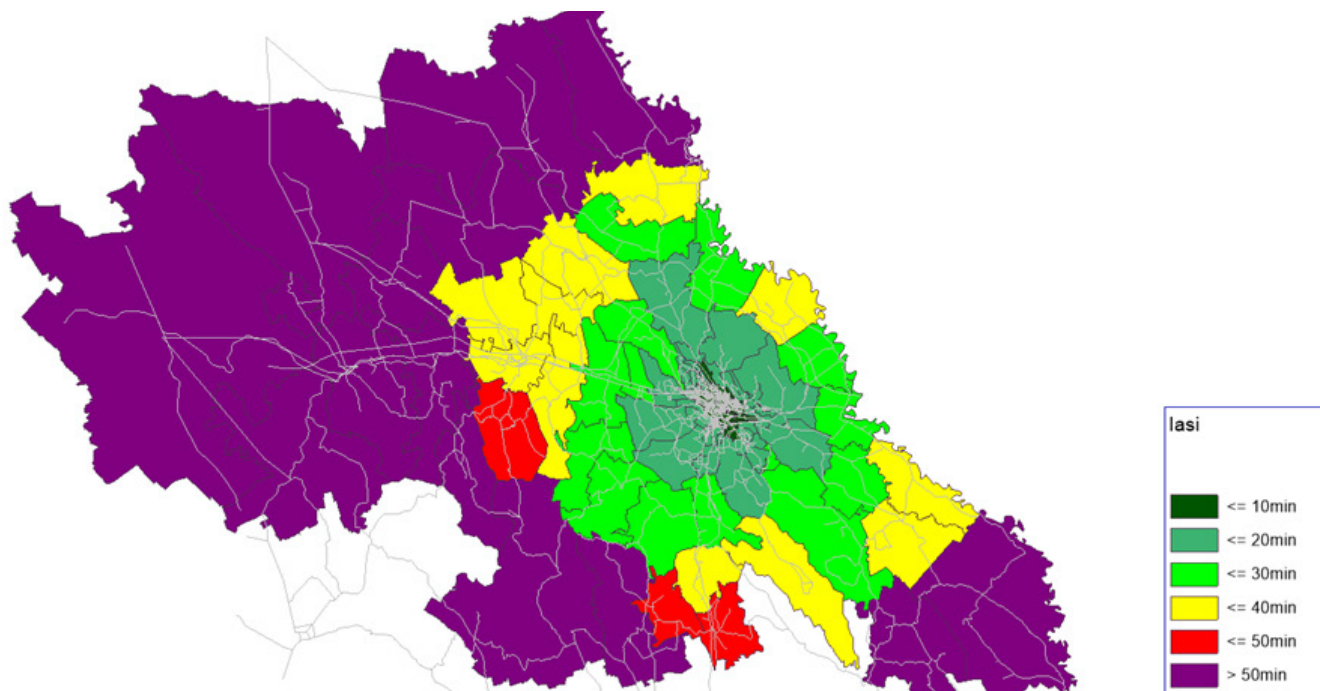 Iasi
<= 10min
<= 20min
<= 30min
<= 40min
<= 50min
> 50min